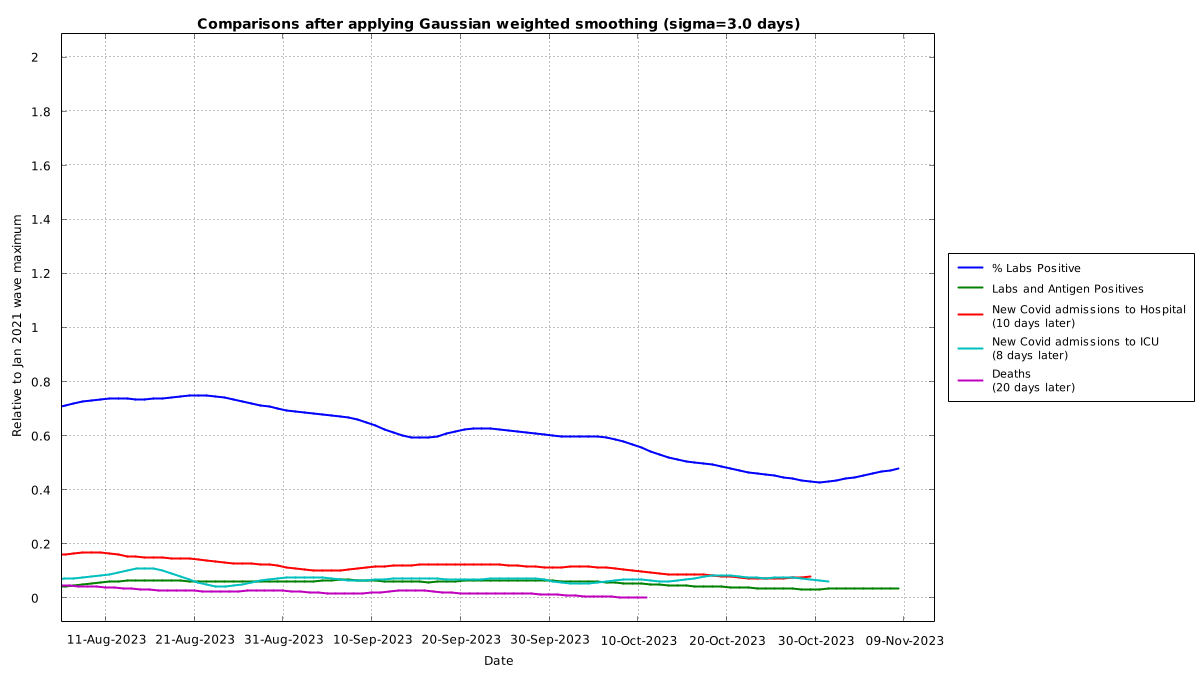 Comparisons after applying Gaussian weighted smoothing (sigma=3.0 days)
2
1.8
1.6
1.4
1.2
1
0.8
0.6
0.4
0.2
0
Relative to Jan 2021 wave maximum
11-Aug-2023 21-Aug-2023 31-Aug-2023 10-Sep-2023 20-Sep-2023 30-Sep-2023 10-Oct-2023 20-Oct-2023 30-Oct-2023 09-Nov-2023
Date
% Labs Positive
Labs and Antigen Positives
New Covid admissions to Hospital
(10 days later)
New Covid admissions to ICU
(8 days later)
Deaths
(20 days later)